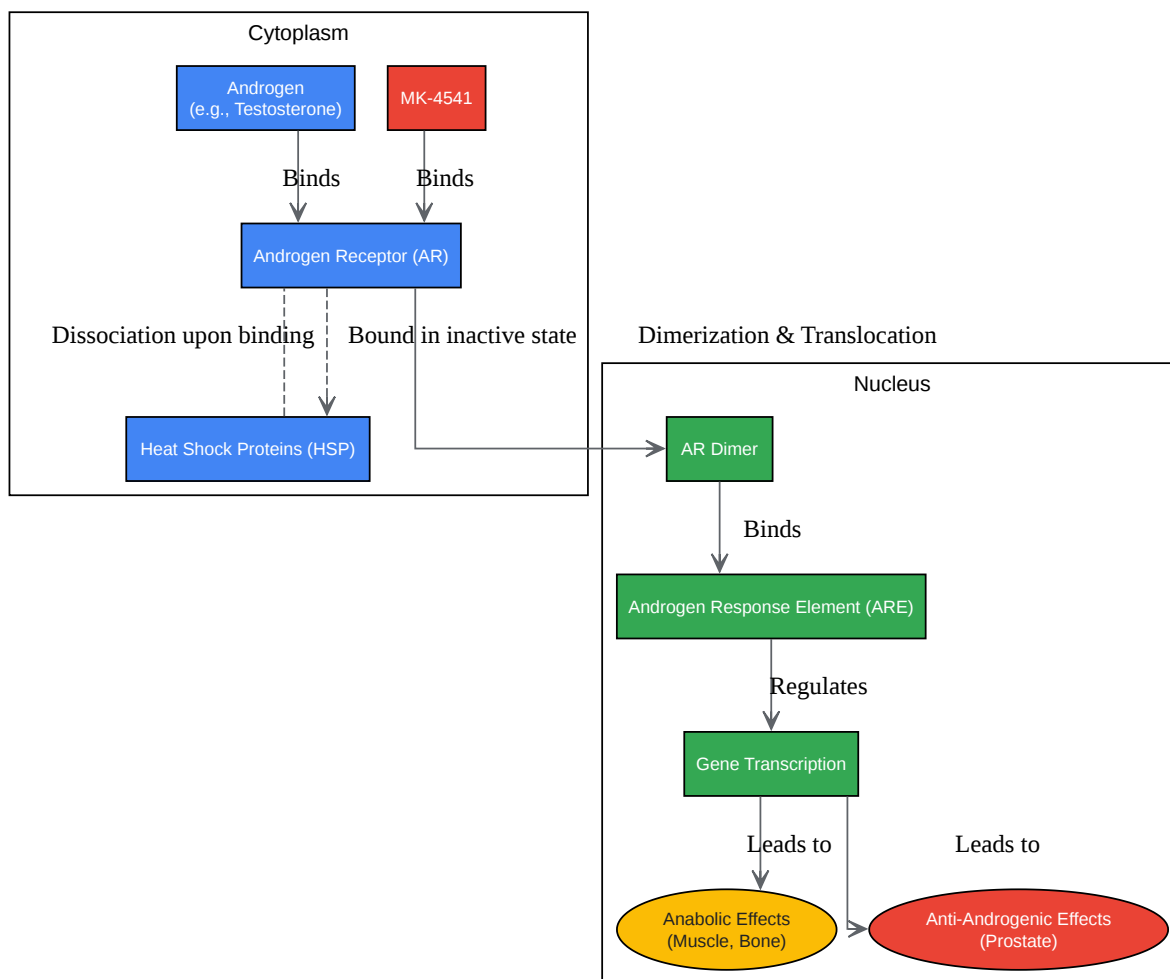 Cytoplasm
Androgen
(e.g., Testosterone)
MK-4541
Binds
Binds
Androgen Receptor (AR)
Dissociation upon binding
Bound in inactive state
Dimerization & Translocation
Heat Shock Proteins (HSP)
Nucleus
AR Dimer
Binds
Androgen Response Element (ARE)
Regulates
Gene Transcription
Leads to
Leads to
Anabolic Effects
(Muscle, Bone)
Anti-Androgenic Effects
(Prostate)